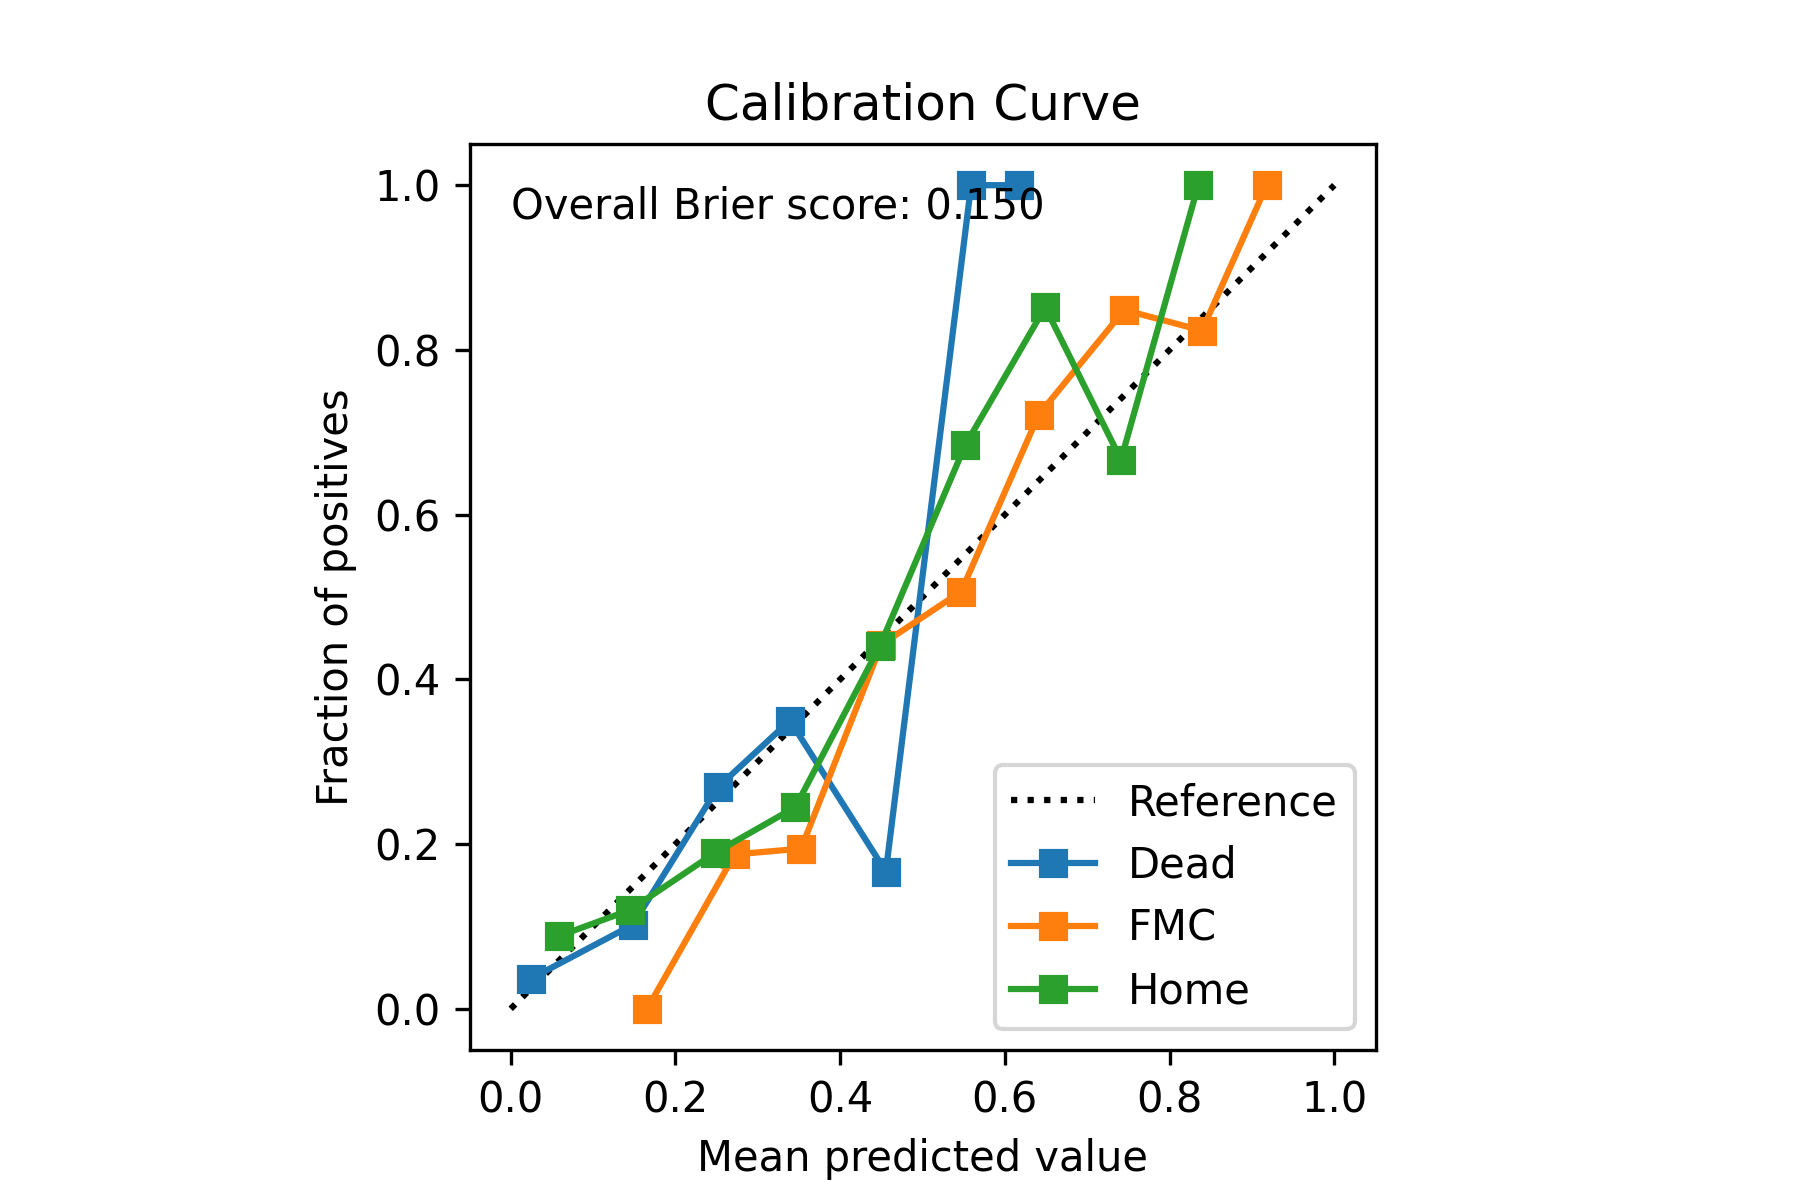 Calibration Curve
Overall Brier score: 0.150
Fraction of positives
1.0
0.8
0.6
0.4
0.2
0.0
Reference
Dead
FMC
Home
0.0 0.2 0.4 0.6 0.8 1.0
Mean predicted value